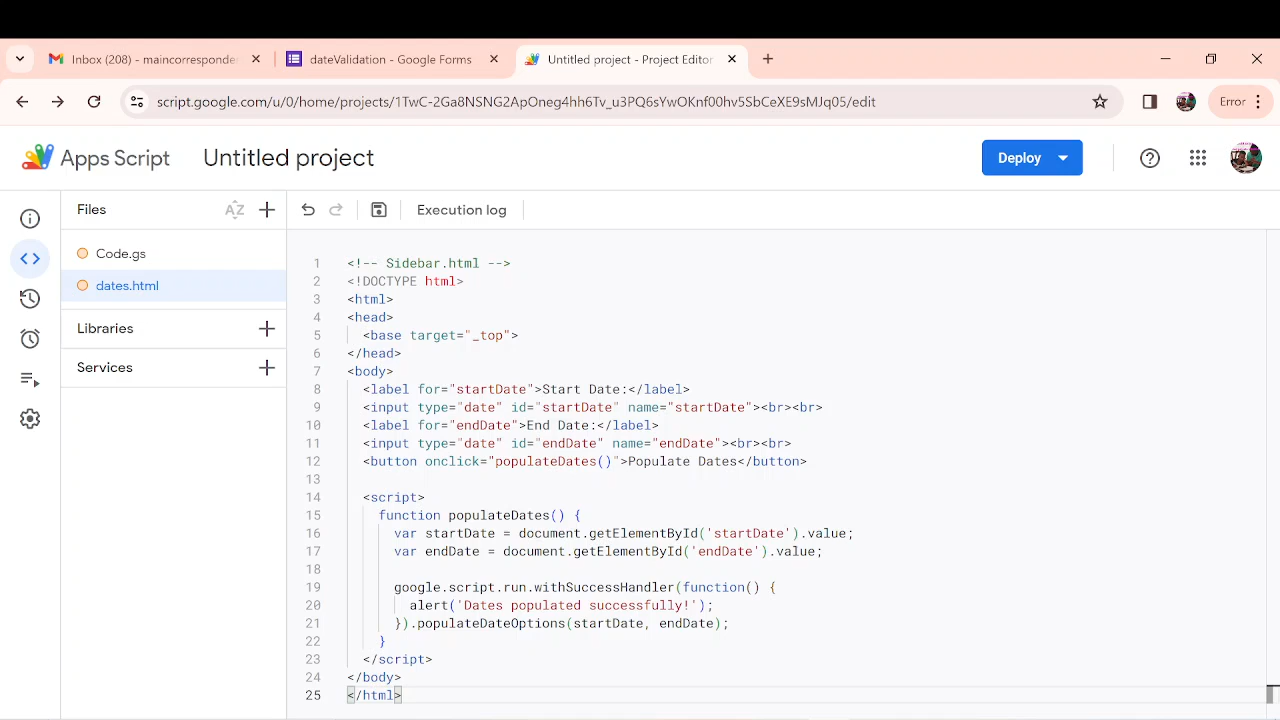 Inbox (208) - maincorresponde
dateValidation - Google Forms
Untitled project - Project Editor
script.google.com/u/0/home/projects/1TwC-2Ga8NSNG2ApOneg4hh6Tv_u3PQ6sYwOKnf00hv5SbCeXE9sMJq05/edit
Error
Apps Script
Untitled project
Deploy
Files
AZ
Execution log
Code.gs
dates.html
Libraries
Services
1 <!-- Sidebar.html -->
2 <!DOCTYPE html>
3 <html>
4 <head>
5 <base target="_top">
6 </head>
7 <body>
8 <label for="startDate">Start Date:</label>
9 <input type="date" id="startDate" name="startDate"><br><br>
10 <label for="endDate">End Date:</label>
11 <input type="date" id="endDate" name="endDate"><br><br>
12 <button onclick="populateDates()">Populate Dates</button>
13
14 <script>
15 function populateDates() {
16 var startDate = document.getElementById('startDate').value;
17 var endDate = document.getElementById('endDate').value;
18
19 google.script.run.withSuccessHandler(function() {
20 alert('Dates populated successfully!');
21 }).populateDateOptions(startDate, endDate);
22 }
23 </script>
24 </body>
25 </html>